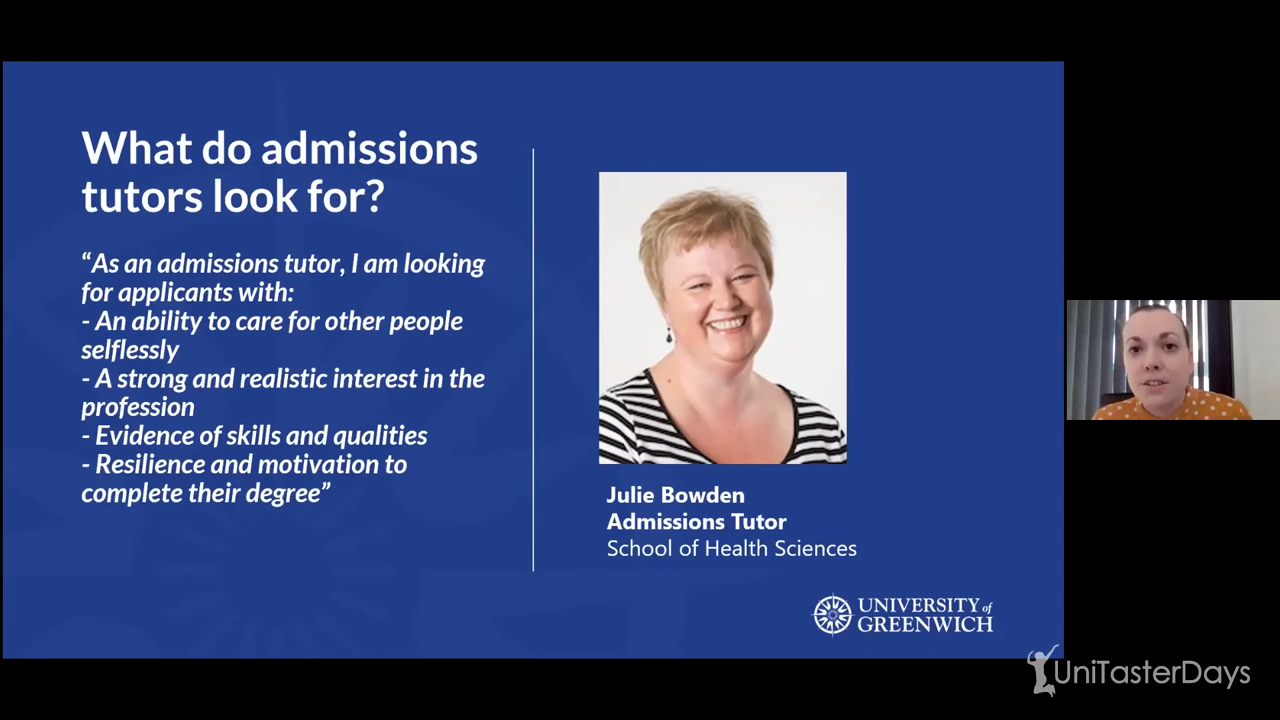 What do admissions
tutors look for?
“As an admissions tutor, I am looking
for applicants with:
- An ability to care for other people
selflessly
- A strong and realistic interest in the
profession
- Evidence of skills and qualities
- Resilience and motivation to
complete their degree”
Julie Bowden
Admissions Tutor
School of Health Sciences
UNIVERSITY of
GREENWICH
UniTasterDays